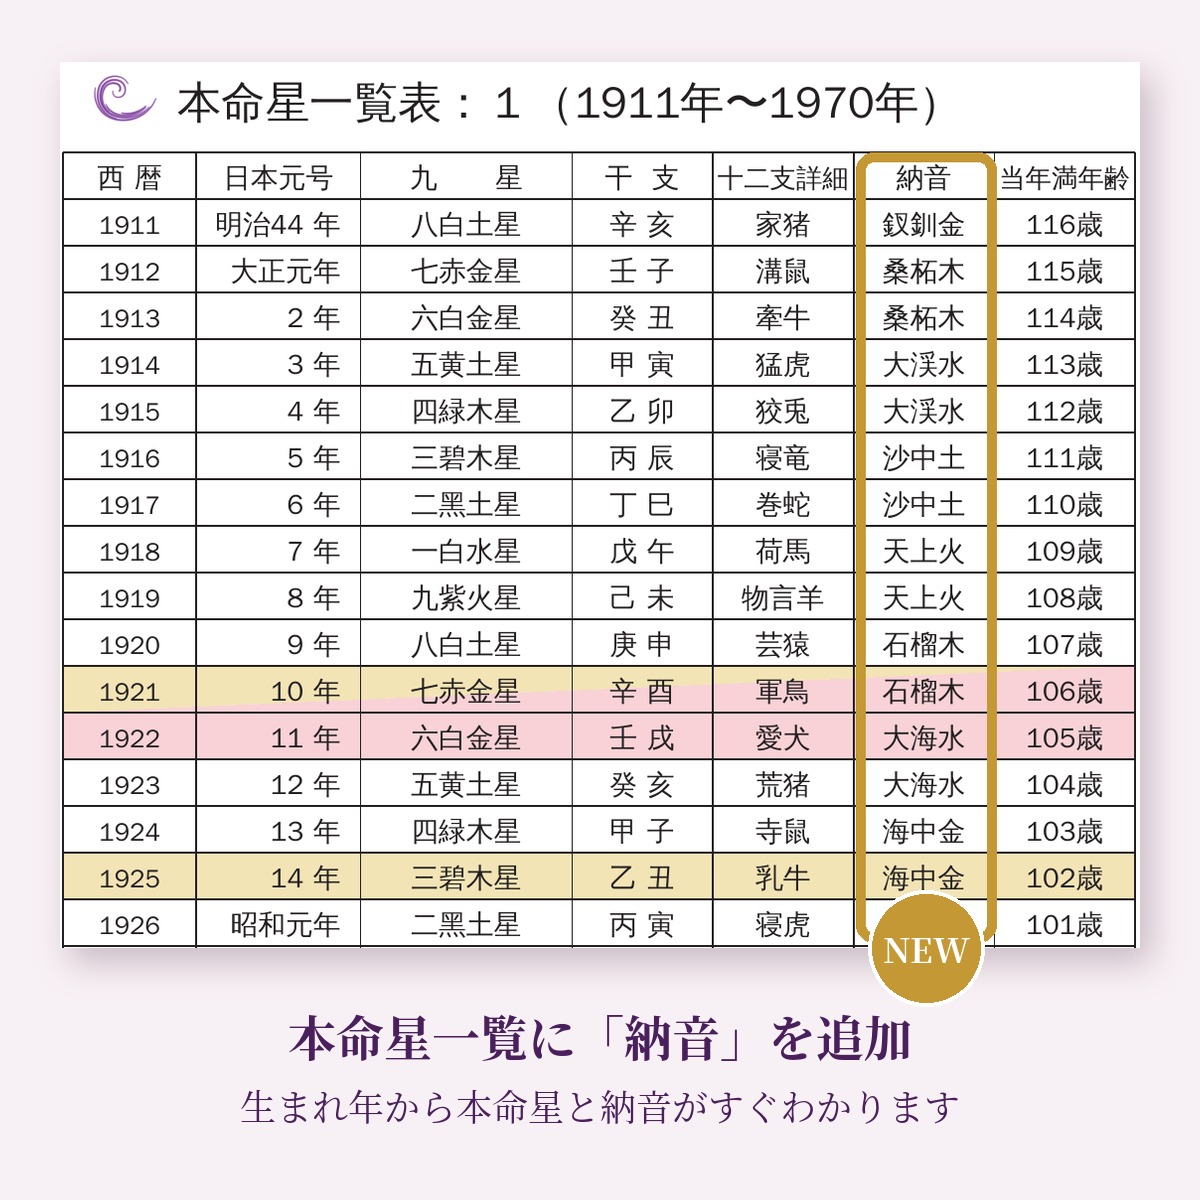 本命星一覧表：１（1911年〜1970年）
西 暦 日本元号 九 星 干 支 十二支詳細 納音 当年満年齢
1911 明治44 年 八白土星 辛 亥 家猪 釵釧金 116歳
1912 大正元年 七赤金星 壬 子 溝鼠 桑柘木 115歳
1913 2 年 六白金星 癸 丑 牽牛 桑柘木 114歳
1914 3 年 五黄土星 甲 寅 猛虎 大渓水 113歳
1915 4 年 四緑木星 乙 卯 狡兎 大渓水 112歳
1916 5 年 三碧木星 丙 辰 寝竜 沙中土 111歳
1917 6 年 二黒土星 丁 巳 巻蛇 沙中土 110歳
1918 7 年 一白水星 戊 午 荷馬 天上火 109歳
1919 8 年 九紫火星 己 未 物言羊 天上火 108歳
1920 9 年 八白土星 庚 申 芸猿 石榴木 107歳
1921 10 年 七赤金星 辛 酉 軍鳥 石榴木 106歳
1922 11 年 六白金星 壬 戌 愛犬 大海水 105歳
1923 12 年 五黄土星 癸 亥 荒猪 大海水 104歳
1924 13 年 四緑木星 甲 子 寺鼠 海中金 103歳
1925 14 年 三碧木星 乙 丑 乳牛 海中金 102歳
1926 昭和元年 二黒土星 丙 寅 寝虎 101歳
NEW
本命星一覧に「納音」を追加
生まれ年から本命星と納音がすぐわかります